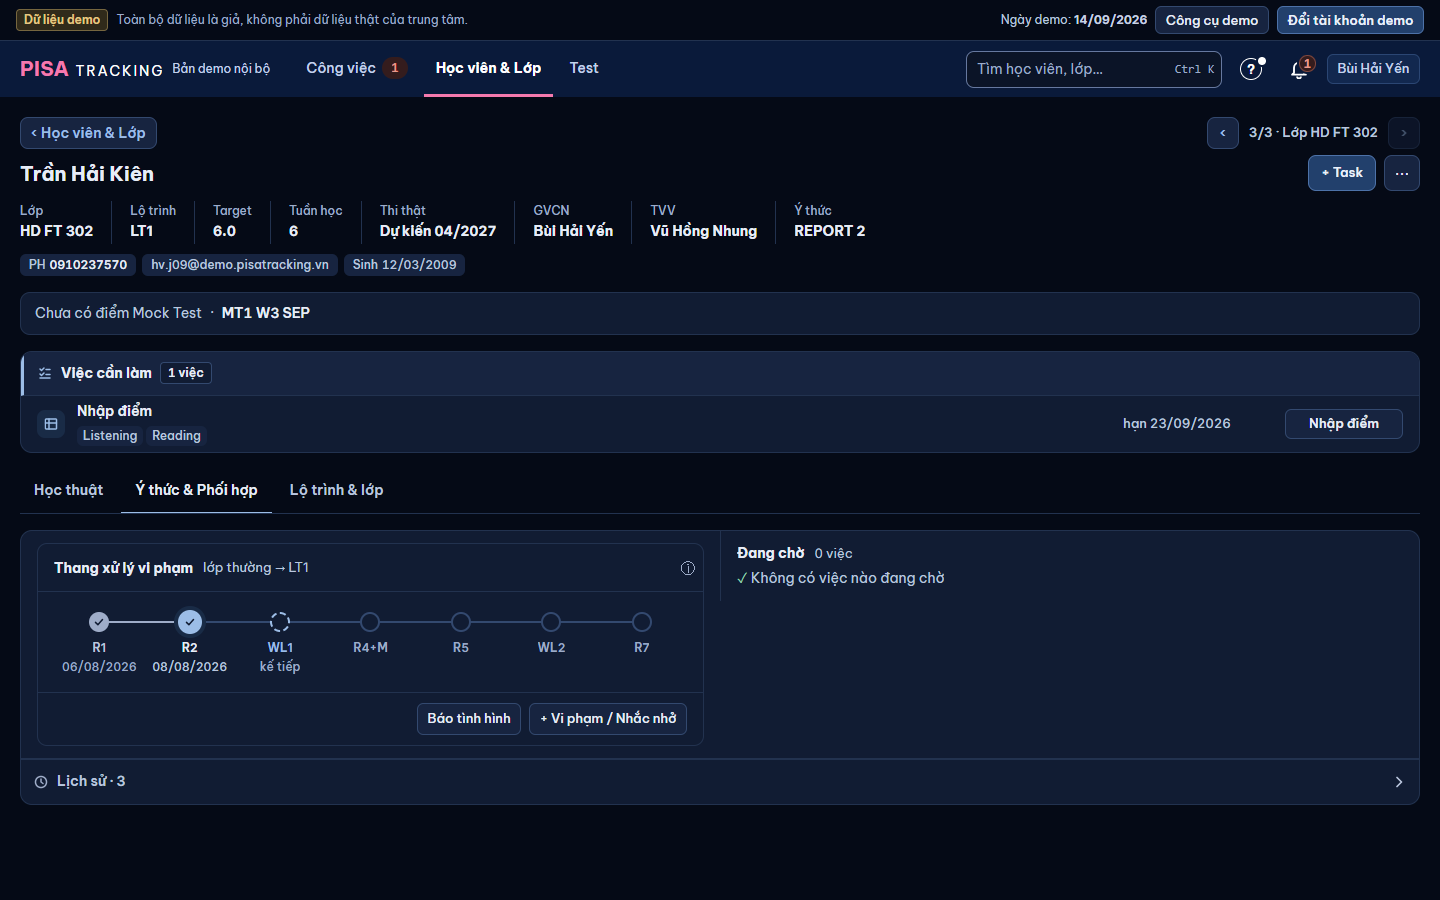 Dữ liệu demo Toàn bộ dữ liệu là giả, không phải dữ liệu thật của trung tâm. Ngày demo: 14/09/2026 Công cụ demo Đổi tài khoản demo
PISA TRACKING Bản demo nội bộ Công việc 1 Học viên & Lớp Test Tìm học viên, lớp... Ctrl K ? 1 Bùi Hải Yến
‹ Học viên & Lớp ‹ 3/3 · Lớp HD FT 302 ›
Trần Hải Kiên + Task ...
Lớp Lộ trình Target Tuần học Thi thật GVCN TVV Ý thức
HD FT 302 LT1 6.0 6 Dự kiến 04/2027 Bùi Hải Yến Vũ Hồng Nhung REPORT 2
PH 0910237570 hv.j09@demo.pisatracking.vn Sinh 12/03/2009
Chưa có điểm Mock Test · MT1 W3 SEP
Việc cần làm 1 việc
Nhập điểm
Listening Reading hạn 23/09/2026 Nhập điểm
Học thuật Ý thức & Phối hợp Lộ trình & lớp
Thang xử lý vi phạm lớp thường → LT1
R1 R2 WL1 R4+M R5 WL2 R7
06/08/2026 08/08/2026 kế tiếp
Báo tình hình + Vi phạm / Nhắc nhở
Đang chờ 0 việc
✓ Không có việc nào đang chờ
Lịch sử · 3